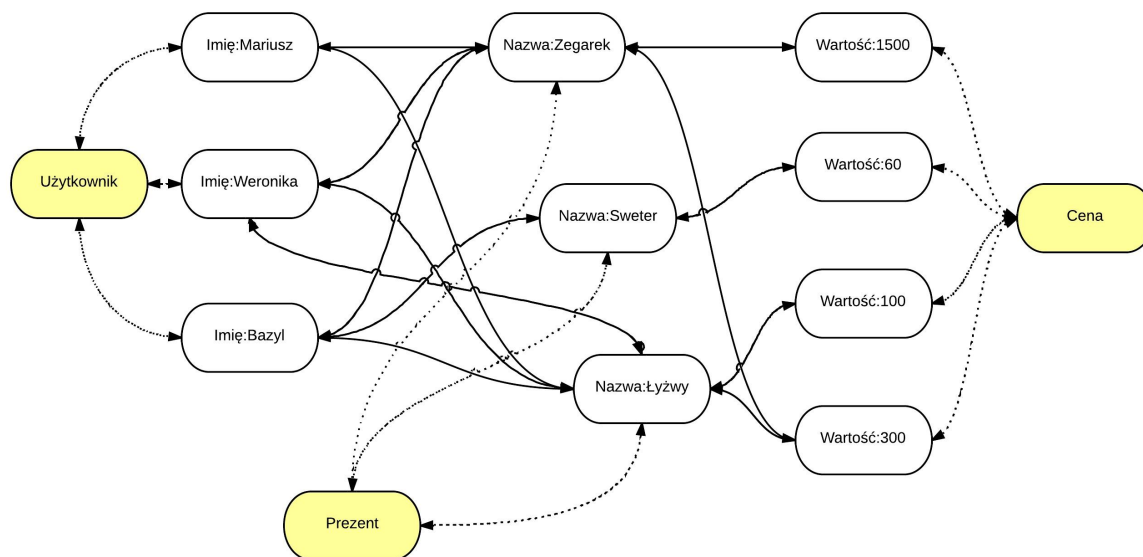 Imię:Mariusz
Nazwa:Zegarek
Wartość:1500
Użytkownik
Imię:Weronika
Wartość:60
Nazwa:Sweter
Cena
Imię:Bazyl
Wartość:100
Nazwa:Łyżwy
Wartość:300
Prezent